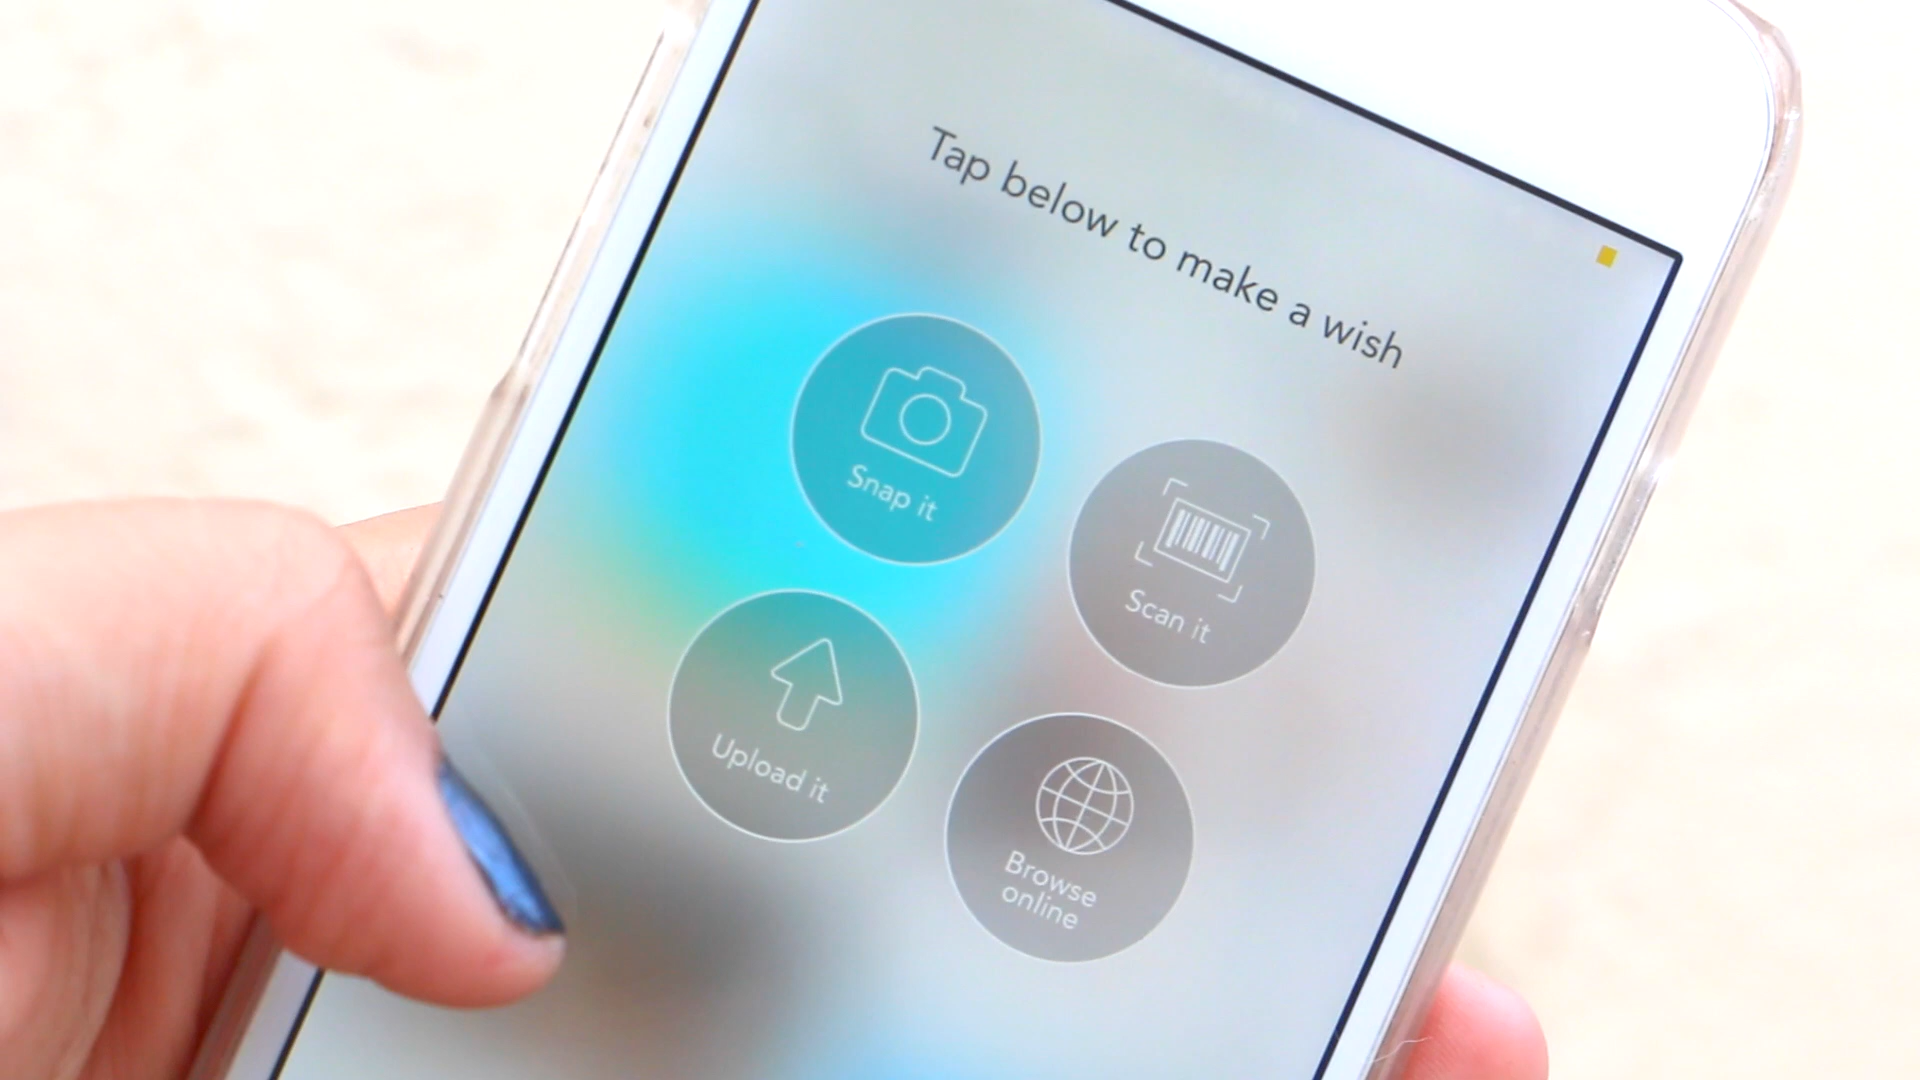 Tap below to make a wish
Snap it
Scan it
Upload it
Browse
online